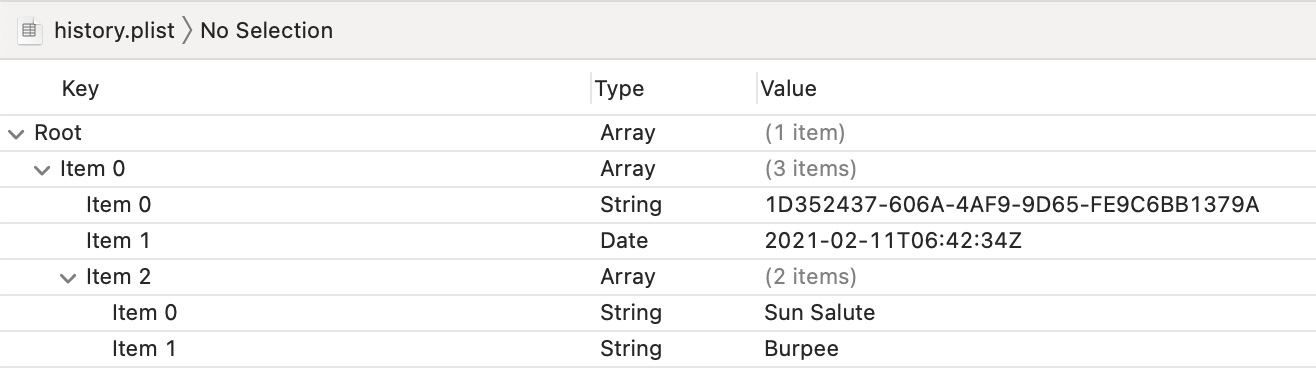 history.plist 〉 No Selection
Key Type Value
Root Array (1 item)
Item 0 Array (3 items)
Item 0 String 1D352437-606A-4AF9-9D65-FE9C6BB1379A
Item 1 Date 2021-02-11T06:42:34Z
Item 2 Array (2 items)
Item 0 String Sun Salute
Item 1 String Burpee